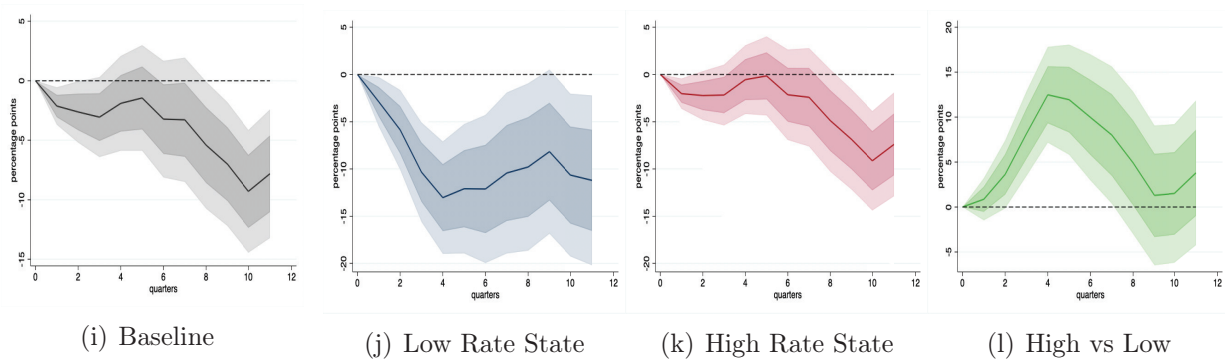 5
0
-5
-10
-15
percentage points
0 2 4 6 8 10 12
quarters
(i) Baseline
5
0
-5
-10
-15
-20
percentage points
0 2 4 6 8 10 12
quarters
(j) Low Rate State
5
0
-5
-10
-15
-20
percentage points
0 2 4 6 8 10 12
quarters
(k) High Rate State
20
15
10
5
0
-5
percentage points
0 2 4 6 8 10 12
quarters
(l) High vs Low